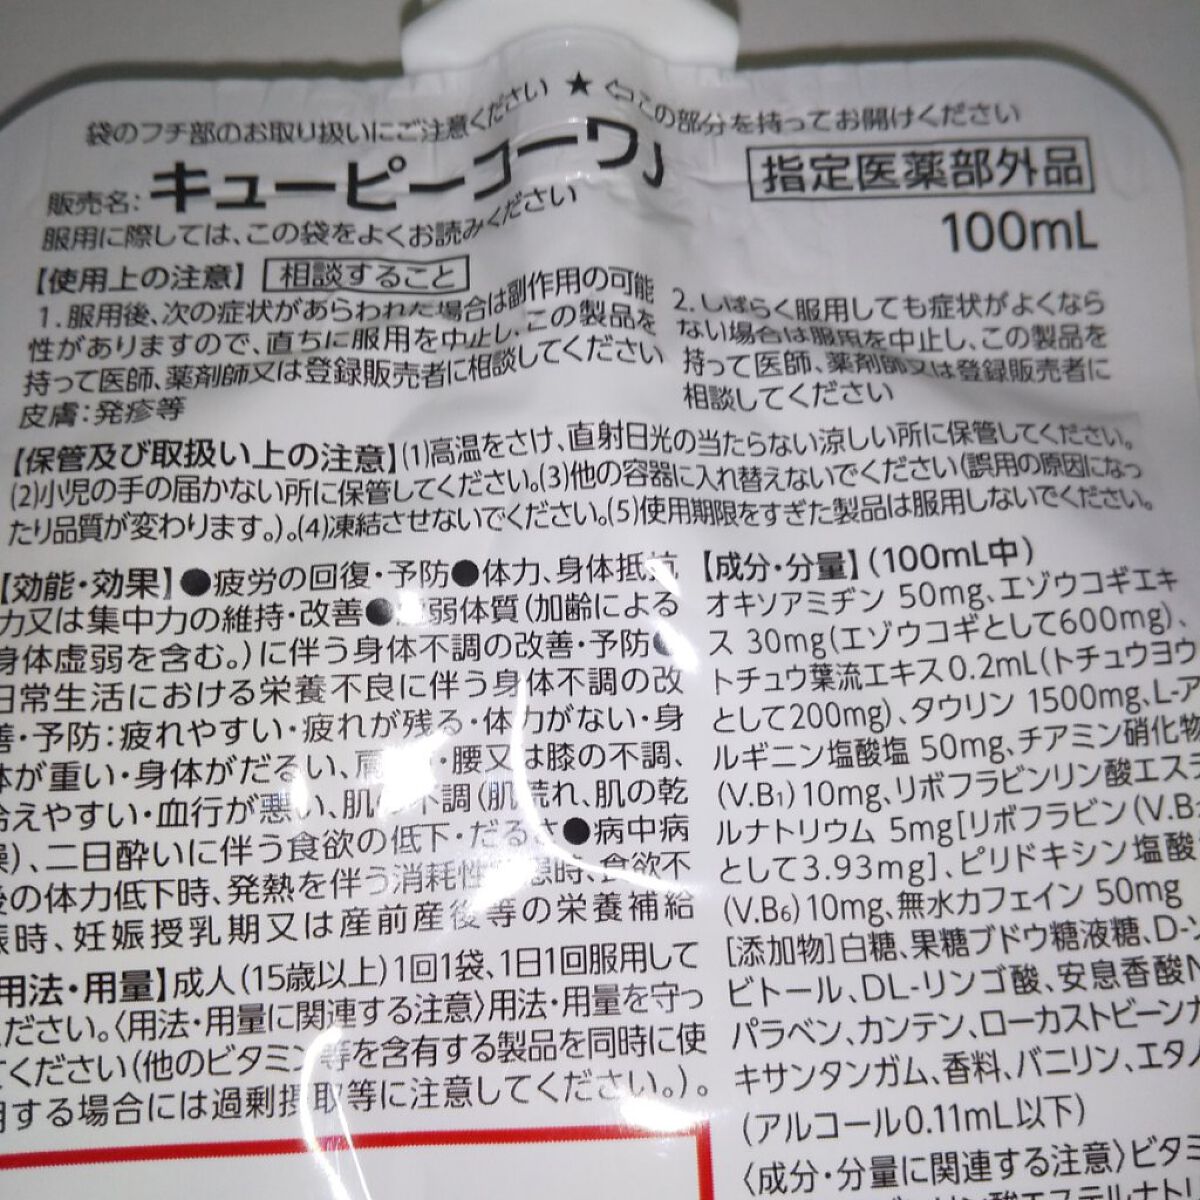 袋のフチ部のお取り扱いにご注意ください ★ ⇦この部分を持ってお開けください
販売名: キューピーコーワJ
指定医薬部外品
100mL
服用に際しては、この袋をよくお読みください
【使用上の注意】 相談すること
1. 服用後、次の症状があらわれた場合は副作用の可能
性がありますので、直ちに服用を中止し、この製品を
持って医師、薬剤師又は登録販売者に相談してください
皮膚:発疹等
2. しばらく服用しても症状がよくなら
ない場合は服用を中止し、この製品を
持って医師、薬剤師又は登録販売者に
相談してください
【保管及び取扱い上の注意】(1)高温をさけ、直射日光の当たらない涼しい所に保管してください。
(2)小児の手の届かない所に保管してください。(3)他の容器に入れ替えないでください(誤用の原因になっ
たり品質が変わります。)。(4)凍結させないでください。(5)使用期限をすぎた製品は服用しないでください。
【効能・効果】●疲労の回復・予防●体力、身体抵抗
力又は集中力の維持・改善●虚弱体質(加齢による
身体虚弱を含む。)に伴う身体不調の改善・予防●
日常生活における栄養不良に伴う身体不調の改
善・予防:疲れやすい・疲れが残る・体力がない・身
体が重い・身体がだるい、肩・・腰又は膝の不調、
冷えやすい・血行が悪い、肌の不調(肌荒れ、肌の乾
燥)、二日酔いに伴う食欲の低下・だるさ●病中病
後の体力低下時、発熱を伴う消耗性疾患時、食欲不
振時、妊娠授乳期又は産前産後等の栄養補給
【用法・用量】成人(15歳以上)1回1袋、1日1回服用して
ください。〈用法・用量に関連する注意〉用法・用量を守っ
てください(他のビタミン等を含有する製品を同時に使
用する場合には過剰摂取等に注意してください。)。
【成分・分量】(100mL中)
オキソアミヂン 50mg、エゾウコギエキ
ス 30mg(エゾウコギとして600mg)、
トチュウ葉流エキス0.2mL(トチュウヨウ
として200mg)、タウリン 1500mg、L-ア
ルギニン塩酸塩 50mg、チアミン硝化物
(V.B₁)10mg、リボフラビンリン酸エステ
ルナトリウム 5mg[リボフラビン(V.B
として3.93mg]、ピリドキシン塩酸
(V.B₆)10mg、無水カフェイン 50mg
[添加物]白糖、果糖ブドウ糖液糖、D-ソ
ビトール、DL-リンゴ酸、安息香酸N
パラベン、カンテン、ローカストビーンガ
キサンタンガム、香料、バニリン、エタノ
(アルコール0.11mL以下)
〈成分・分量に関連する注意〉ビタミ